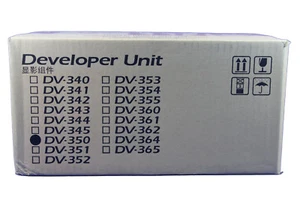 Developer Unit
显影组件
DV-340 DV-353
DV-341 DV-354
DV-342 DV-355
DV-343 DV-360
DV-344 DV-361
DV-345 DV-362
DV-350 DV-364
DV-351 DV-365
DV-352